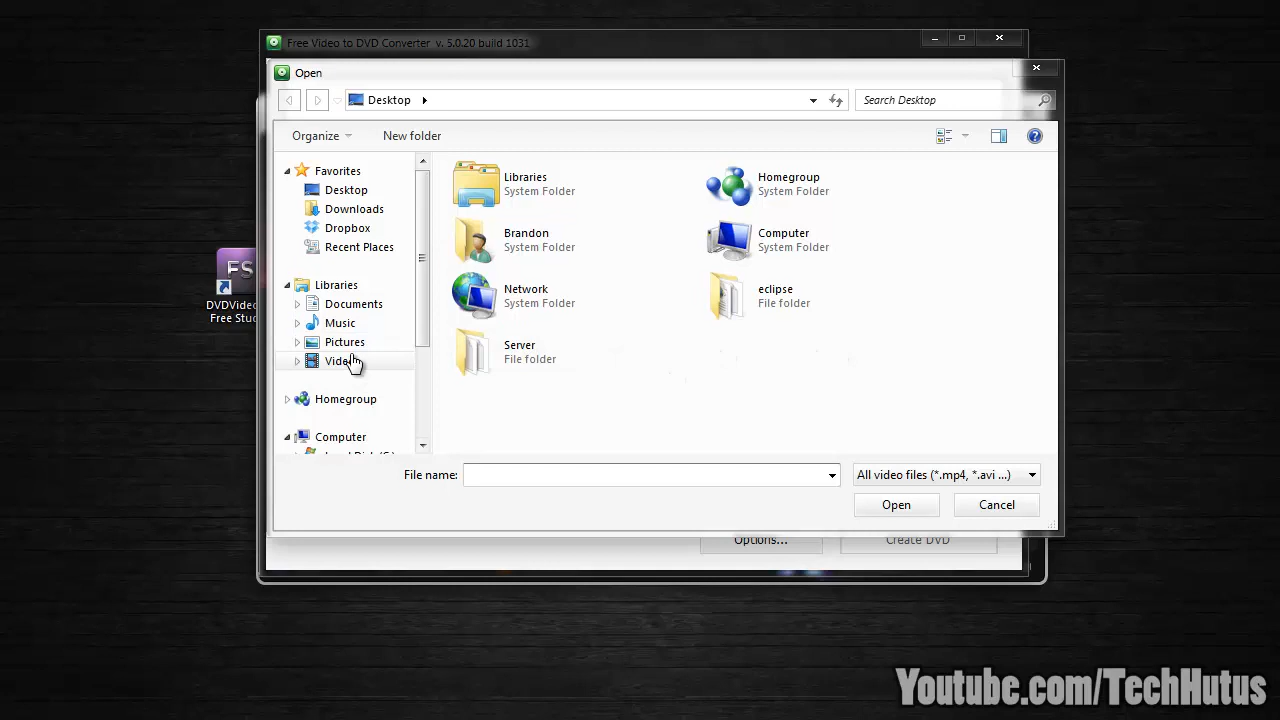 Free Video to DVD Converter v. 5.0.20 build 1031
Open
Desktop
Search Desktop
Organize
New folder
Favorites
Desktop
Downloads
Dropbox
Recent Places
Libraries
Documents
Music
Pictures
Homegroup
Computer
Libraries
System Folder
Homegroup
System Folder
Brandon
System Folder
Computer
System Folder
Network
System Folder
eclipse
File folder
Server
File folder
File name:
All video files (*.mp4, *.avi ...)
Open
Cancel
Options...
Create DVD
FS
DVDVideo
Free Stu
Youtube.com/TechHutus